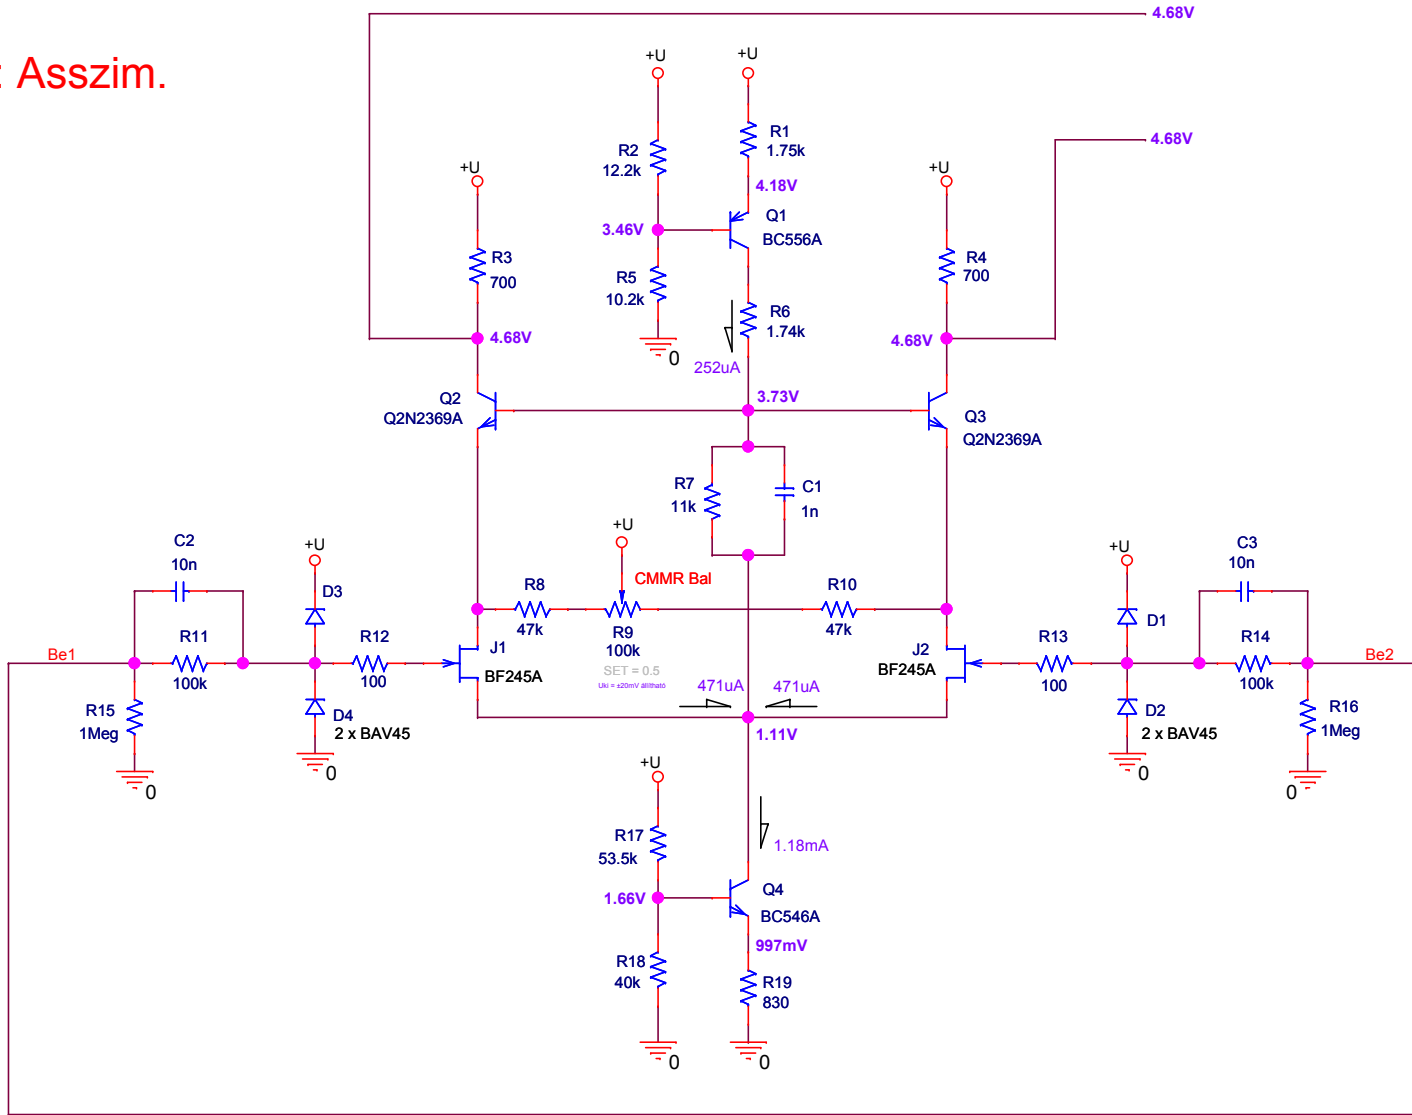 4.68V
: Asszim.
+U
+U
R2
12.2k
R1
1.75k
4.68V
+U
4.18V
+U
Q1
BC556A
3.46V
R3
700
R5
10.2k
R4
700
R6
1.74k
4.68V
0
252uA
4.68V
Q2
Q2N2369A
3.73V
Q3
Q2N2369A
R7
11k
C1
1n
+U
C2
10n
+U
+U
C3
10n
D3
R8
47k
CMMR Bal
R10
47k
D1
R11
100k
R12
100
J1
BF245A
R9
100k
SET = 0.5
Uki = ±20mV állítható
J2
BF245A
R13
100
R14
100k
Be1
Be2
471uA
471uA
R15
1Meg
D4
2 x BAV45
1.11V
D2
2 x BAV45
R16
1Meg
0
0
0
0
+U
R17
53.5k
1.18mA
1.66V
Q4
BC546A
997mV
R18
40k
R19
830
0
0